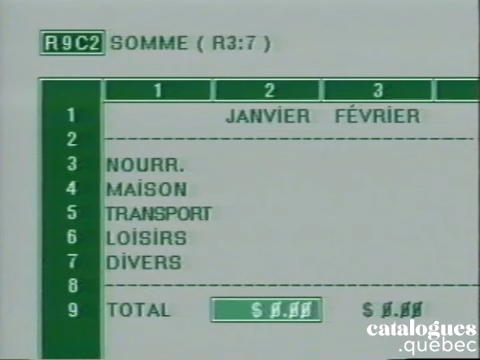 R9C2 SOMME ( R3:7 )
1 2 3
1 JANVIER FÉVRIER
2 --------------------------------
3 NOURR.
4 MAISON
5 TRANSPORT
6 LOISIRS
7 DIVERS
8 --------------------------------
9 TOTAL $ 0.00 $ 0.00
catalogues
.québec